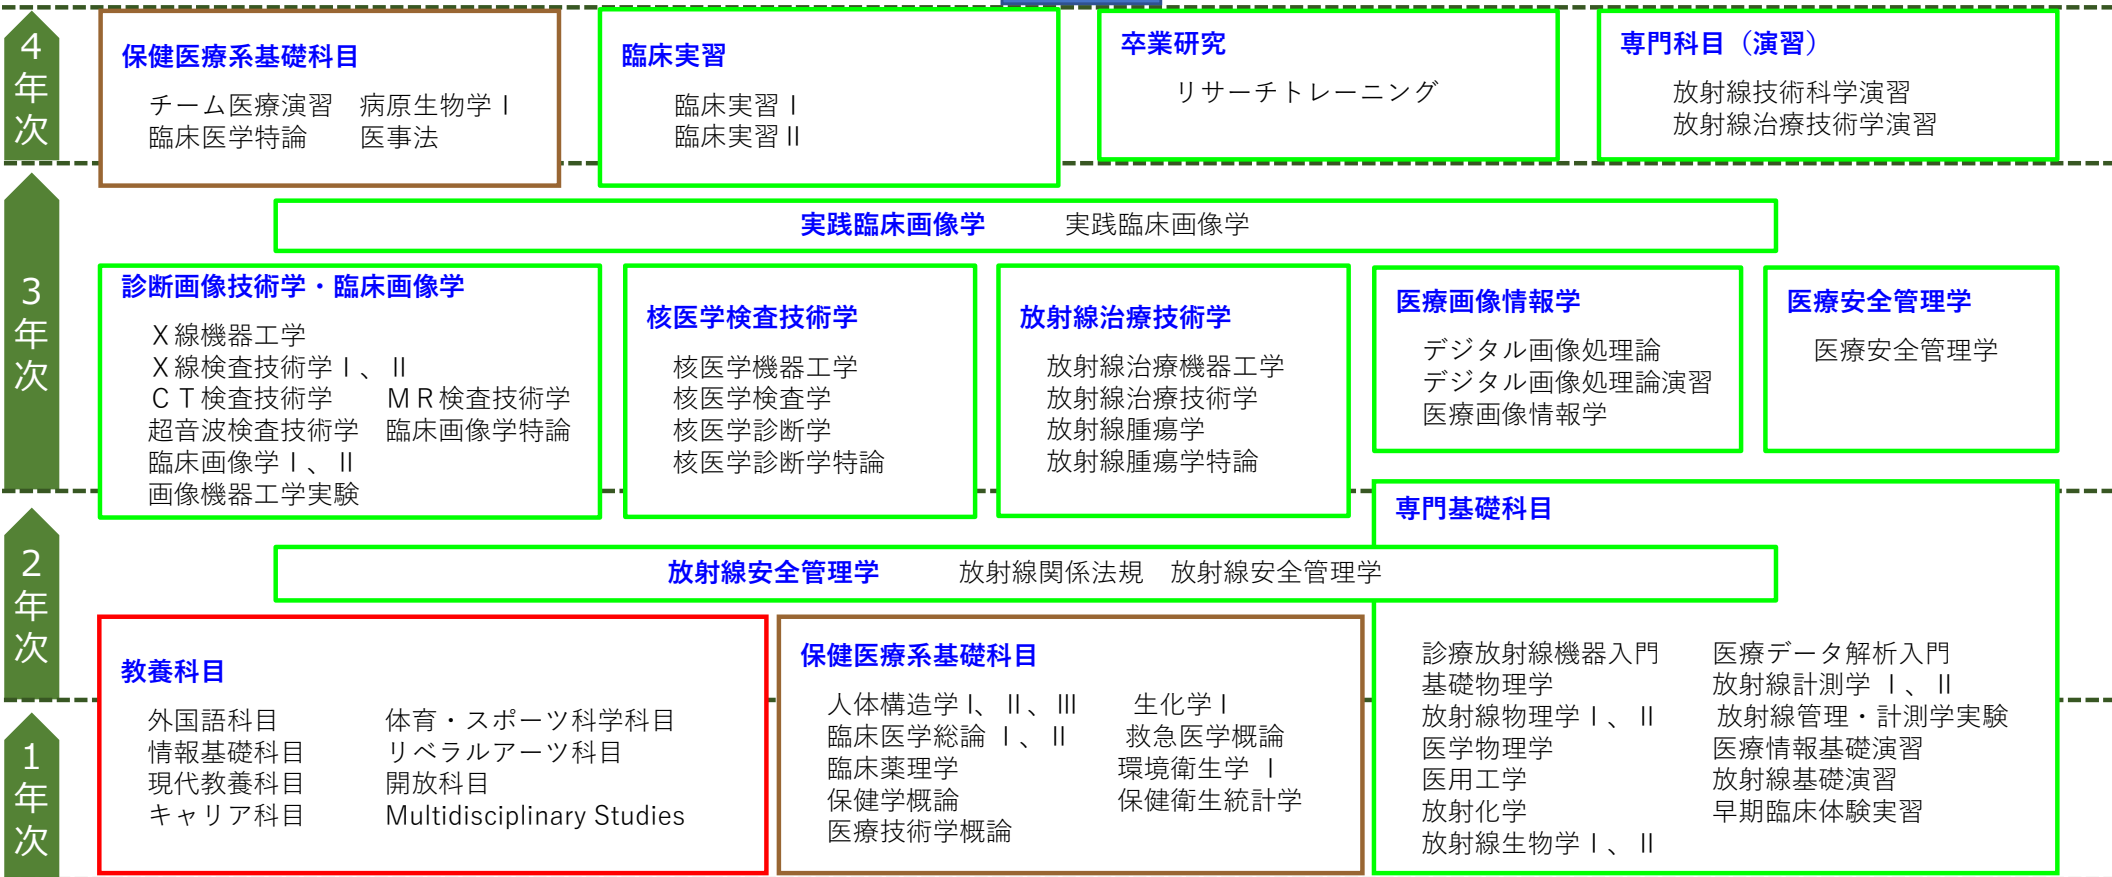 4年次
保健医療系基礎科目
チーム医療演習 病原生物学Ⅰ
臨床医学特論 医事法
臨床実習
臨床実習Ⅰ
臨床実習Ⅱ
卒業研究
リサーチトレーニング
専門科目（演習）
放射線技術科学演習
放射線治療技術学演習
3年次
実践臨床画像学 実践臨床画像学
診断画像技術学・臨床画像学
Ｘ線機器工学
Ｘ線検査技術学Ⅰ、Ⅱ
ＣＴ検査技術学 ＭＲ検査技術学
超音波検査技術学 臨床画像学特論
臨床画像学Ⅰ、Ⅱ
画像機器工学実験
核医学検査技術学
核医学機器工学
核医学検査学
核医学診断学
核医学診断学特論
放射線治療技術学
放射線治療機器工学
放射線治療技術学
放射線腫瘍学
放射線腫瘍学特論
医療画像情報学
デジタル画像処理論
デジタル画像処理論演習
医療画像情報学
医療安全管理学
医療安全管理学
2年次
放射線安全管理学 放射線関係法規 放射線安全管理学
1年次
教養科目
外国語科目 体育・スポーツ科学科目
情報基礎科目 リベラルアーツ科目
現代教養科目 開放科目
キャリア科目 Multidisciplinary Studies
保健医療系基礎科目
人体構造学Ⅰ、Ⅱ、Ⅲ 生化学Ⅰ
臨床医学総論Ⅰ、Ⅱ 救急医学概論
臨床薬理学 環境衛生学Ⅰ
保健学概論 保健衛生統計学
医療技術学概論
専門基礎科目
診療放射線機器入門 医療データ解析入門
基礎物理学 放射線計測学Ⅰ、Ⅱ
放射線物理学Ⅰ、Ⅱ 放射線管理・計測学実験
医学物理学 医療情報基礎演習
医用工学 放射線基礎演習
放射化学 早期臨床体験実習
放射線生物学Ⅰ、Ⅱ